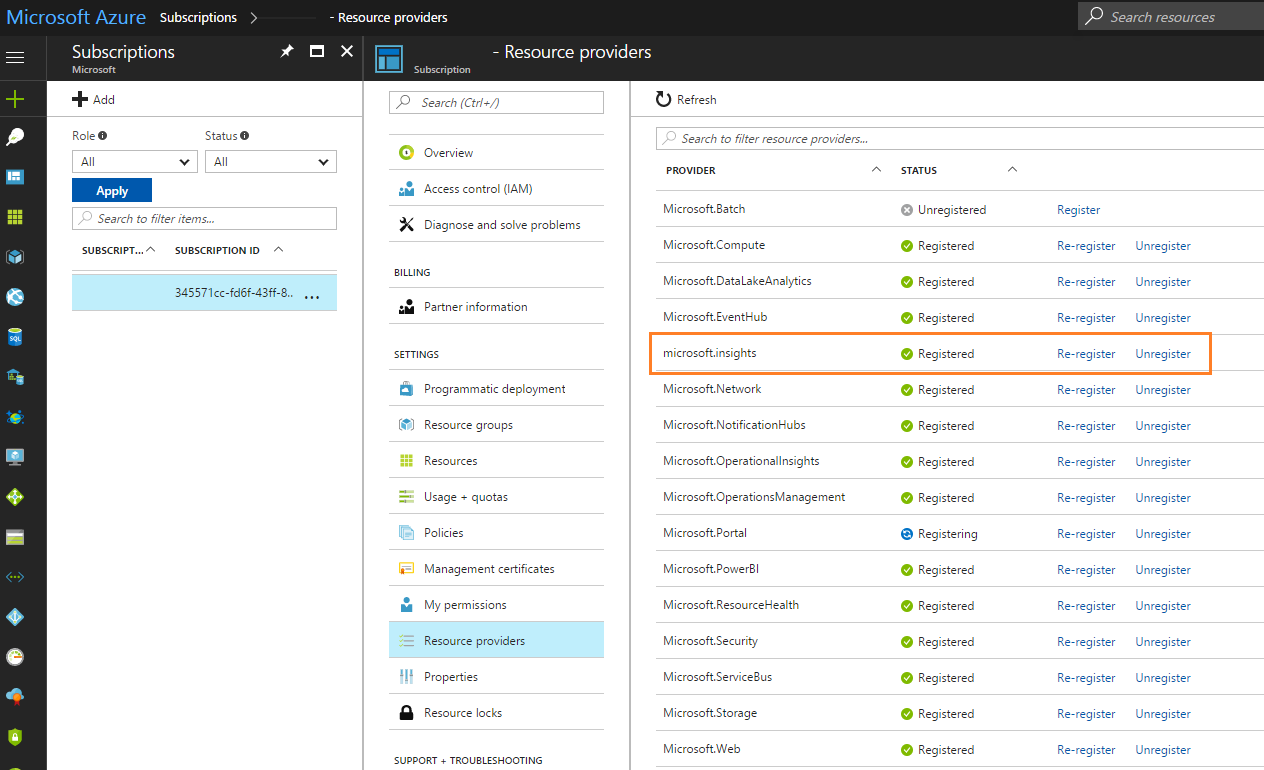 Microsoft Azure Subscriptions - Resource providers Search resources
Subscriptions
Microsoft
- Resource providers
Subscription
Add
Role Status
All All
Apply
Search to filter items...
SUBSCRIPT... SUBSCRIPTION ID
345571cc-fd6f-43ff-8.. ...
Search (Ctrl+/)
Overview
Access control (IAM)
Diagnose and solve problems
BILLING
Partner information
SETTINGS
Programmatic deployment
Resource groups
Resources
Usage + quotas
Policies
Management certificates
My permissions
Resource providers
Properties
Resource locks
SUPPORT + TROUBLESHOOTING
Refresh
Search to filter resource providers...
PROVIDER STATUS
Microsoft.Batch Unregistered Register
Microsoft.Compute Registered Re-register Unregister
Microsoft.DataLakeAnalytics Registered Re-register Unregister
Microsoft.EventHub Registered Re-register Unregister
microsoft.insights Registered Re-register Unregister
Microsoft.Network Registered Re-register Unregister
Microsoft.NotificationHubs Registered Re-register Unregister
Microsoft.OperationalInsights Registered Re-register Unregister
Microsoft.OperationsManagement Registered Re-register Unregister
Microsoft.Portal Registering Re-register Unregister
Microsoft.PowerBI Registered Re-register Unregister
Microsoft.ResourceHealth Registered Re-register Unregister
Microsoft.Security Registered Re-register Unregister
Microsoft.ServiceBus Registered Re-register Unregister
Microsoft.Storage Registered Re-register Unregister
Microsoft.Web Registered Re-register Unregister